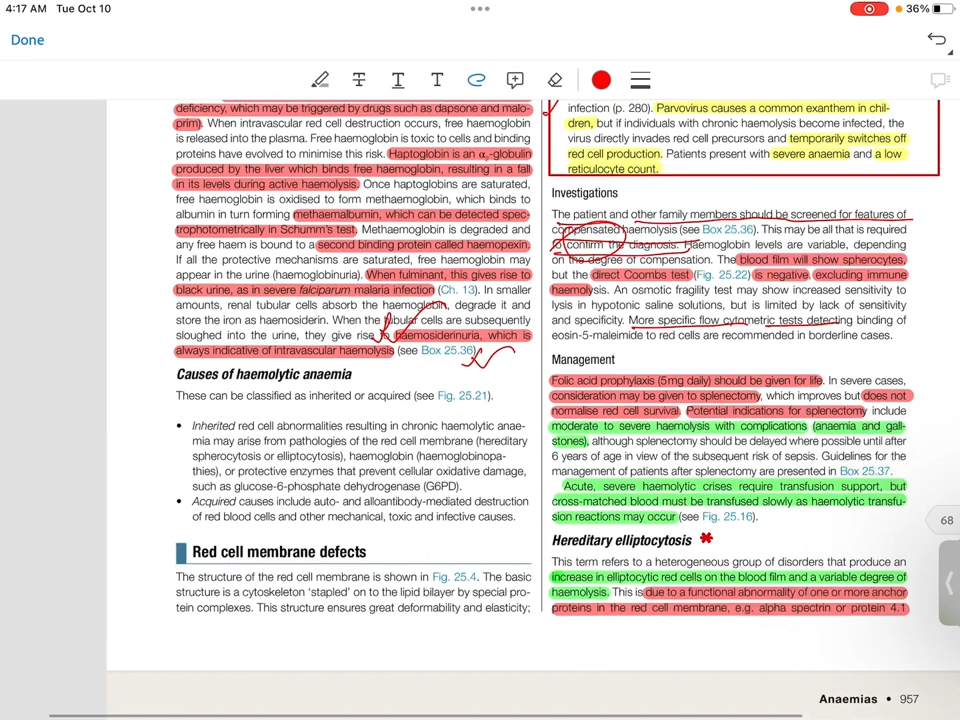 4:17 AM Tue Oct 10
36%
Done
deficiency, which may be triggered by drugs such as dapsone and malo-
prim). When intravascular red cell destruction occurs, free haemoglobin
is released into the plasma. Free haemoglobin is toxic to cells and binding
proteins have evolved to minimise this risk. Haptoglobin is an α2-globulin
produced by the liver which binds free haemoglobin, resulting in a fall
in its levels during active haemolysis. Once haptoglobins are saturated,
free haemoglobin is oxidised to form methaemoglobin, which binds to
albumin in turn forming methaemalbumin, which can be detected spec-
trophotometrically in Schumm's test. Methaemoglobin is degraded and
any free haem is bound to a second binding protein called haemopexin.
If all the protective mechanisms are saturated, free haemoglobin may
appear in the urine (haemoglobinuria). When fulminant, this gives rise to
black urine, as in severe falciparum malaria infection (Ch. 13). In smaller
amounts, renal tubular cells absorb the haemoglobin, degrade it and
store the iron as haemosiderin. When the tubular cells are subsequently
sloughed into the urine, they give rise to haemosiderinuria, which is
always indicative of intravascular haemolysis (see Box 25.36).
Causes of haemolytic anaemia
These can be classified as inherited or acquired (see Fig. 25.21).
• Inherited red cell abnormalities resulting in chronic haemolytic anae-
mia may arise from pathologies of the red cell membrane (hereditary
spherocytosis or elliptocytosis), haemoglobin (haemoglobinopa-
thies), or protective enzymes that prevent cellular oxidative damage,
such as glucose-6-phosphate dehydrogenase (G6PD).
• Acquired causes include auto- and alloantibody-mediated destruction
of red blood cells and other mechanical, toxic and infective causes.
Red cell membrane defects
The structure of the red cell membrane is shown in Fig. 25.4. The basic
structure is a cytoskeleton 'stapled' on to the lipid bilayer by special pro-
tein complexes. This structure ensures great deformability and elasticity;
infection (p. 280). Parvovirus causes a common exanthem in chil-
dren, but if individuals with chronic haemolysis become infected, the
virus directly invades red cell precursors and temporarily switches off
red cell production. Patients present with severe anaemia and a low
reticulocyte count.
Investigations
The patient and other family members should be screened for features of
compensated haemolysis (see Box 25.36). This may be all that is required
to confirm the diagnosis. Haemoglobin levels are variable, depending
on the degree of compensation. The blood film will show spherocytes,
but the direct Coombs test (Fig. 25.22) is negative, excluding immune
haemolysis. An osmotic fragility test may show increased sensitivity to
lysis in hypotonic saline solutions, but is limited by lack of sensitivity
and specificity. More specific flow cytometric tests detecting binding of
eosin-5-maleimide to red cells are recommended in borderline cases.
Management
Folic acid prophylaxis (5 mg daily) should be given for life. In severe cases,
consideration may be given to splenectomy, which improves but does not
normalise red cell survival. Potential indications for splenectomy include
moderate to severe haemolysis with complications (anaemia and gall-
stones), although splenectomy should be delayed where possible until after
6 years of age in view of the subsequent risk of sepsis. Guidelines for the
management of patients after splenectomy are presented in Box 25.37.
Acute, severe haemolytic crises require transfusion support, but
cross-matched blood must be transfused slowly as haemolytic transfu-
sion reactions may occur (see Fig. 25.16).
Hereditary elliptocytosis
This term refers to a heterogeneous group of disorders that produce an
increase in elliptocytic red cells on the blood film and a variable degree of
haemolysis. This is due to a functional abnormality of one or more anchor
proteins in the red cell membrane, e.g. alpha spectrin or protein 4.1
68
Anaemias • 957